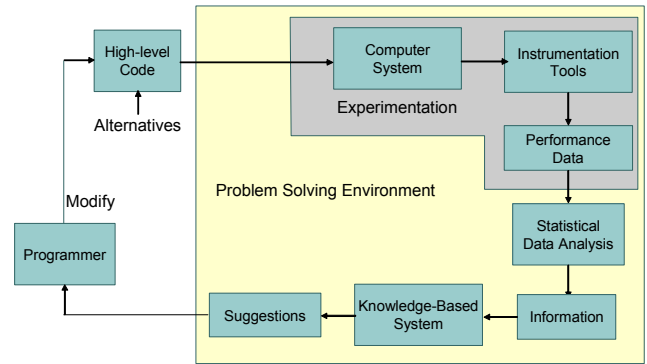 High-level
Code
Computer
System
Instrumentation
Tools
Experimentation
Alternatives
Performance
Data
Problem Solving Environment
Modify
Statistical
Data Analysis
Programmer
Suggestions
Knowledge-Based
System
Information